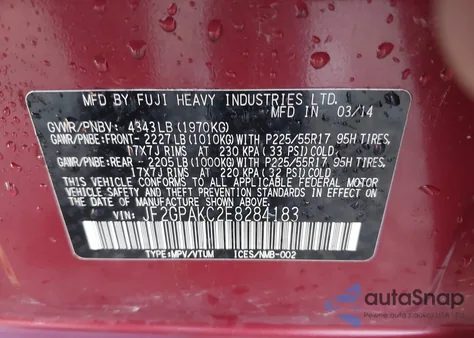 MFD BY FUJI HEAVY INDUSTRIES LTD.
MFD IN 03/14
GVWR/PNBV: 4343LB (1970KG)
GAWR/PNBE:FRONT-2227LB(1010KG)WITH P225/55R17 95H TIRES,
17X7J RIMS AT 230 KPA (33 PSI) COLD
GAWR/PNBE:REAR - 2205LB(1000KG)WITH P225/55R17 95H TIRES,
17X7J RIMS AT 220 KPA (32 PSI) COLD
THIS VEHICLE CONFORMS TO ALL APPLICABLE FEDERAL MOTOR
VEHICLE SAFETY STANDARDS IN EFFECT ON THE
DATE OF MANUFACTURE SHOWN ABOVE.
VIN: JF2GPAKC2E8284183
TYPE:MPV/VTUM ICES/NMB-002
autoSnap